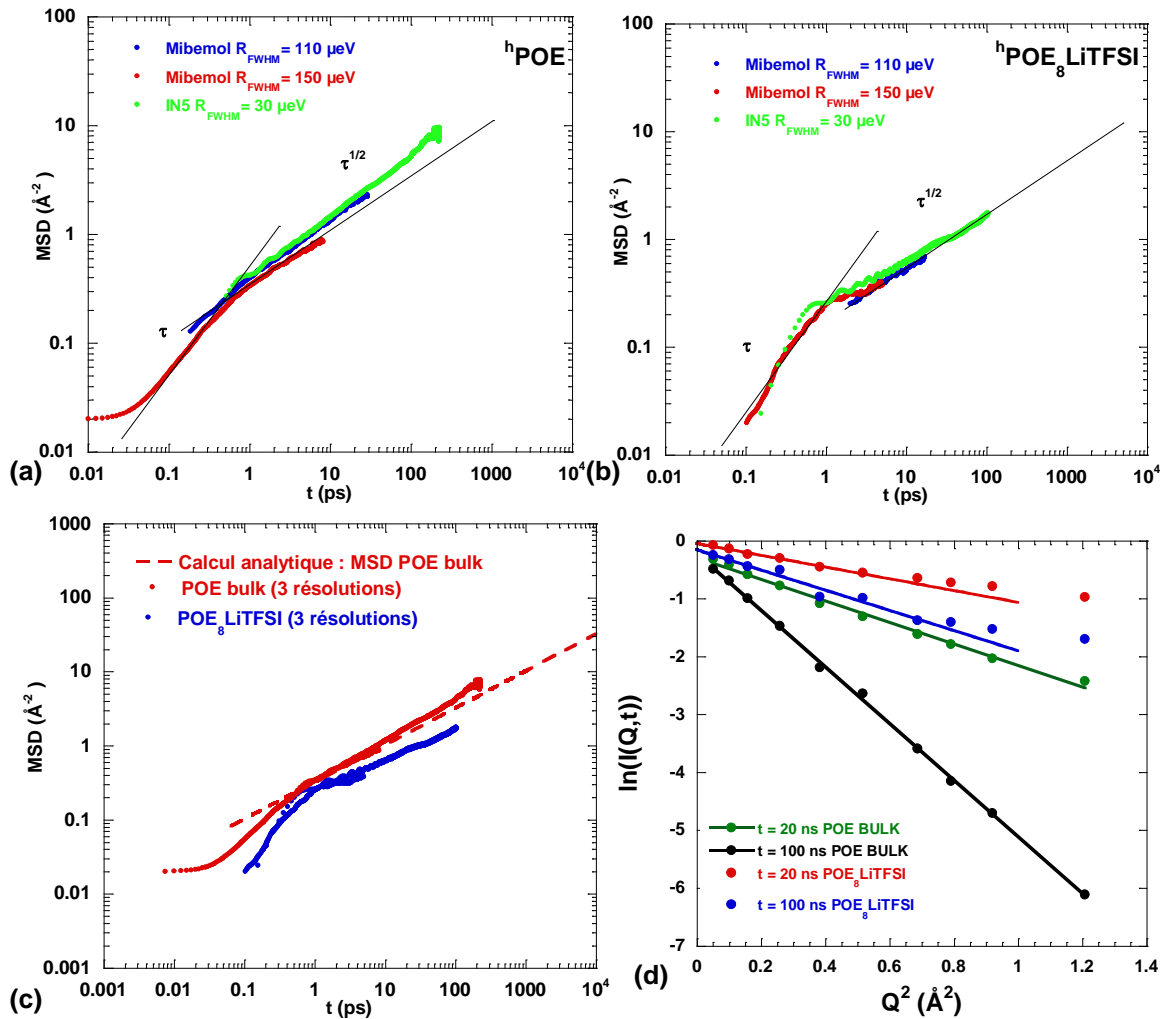 100
10
1
0.1
0.01
MSD (Å⁻²)
Mibemol R_FWHM = 110 µeV
Mibemol R_FWHM = 150 µeV
IN5 R_FWHM = 30 µeV
ʰPOE
τ^1/2
τ
0.01 0.1 1 10 100 1000 10⁴
t (ps)
(a)
100
10
1
0.1
0.01
MSD (Å⁻²)
Mibemol R_FWHM = 110 µeV
Mibemol R_FWHM = 150 µeV
IN5 R_FWHM = 30 µeV
ʰPOE₈LiTFSI
τ^1/2
τ
0.01 0.1 1 10 100 1000 10⁴
t (ps)
(b)
1000
100
10
1
0.1
0.01
0.001
MSD (Å⁻²)
Calcul analytique : MSD POE bulk
POE bulk (3 résolutions)
POE₈LiTFSI (3 résolutions)
0.001 0.01 0.1 1 10 100 1000 10⁴
t (ps)
(c)
0
-1
-2
-3
-4
-5
-6
-7
ln(I(Q,t))
t = 20 ns POE BULK
t = 100 ns POE BULK
t = 20 ns POE₈LiTFSI
t = 100 ns POE₈LiTFSI
0 0.2 0.4 0.6 0.8 1 1.2 1.4
Q² (Å²)
(d)